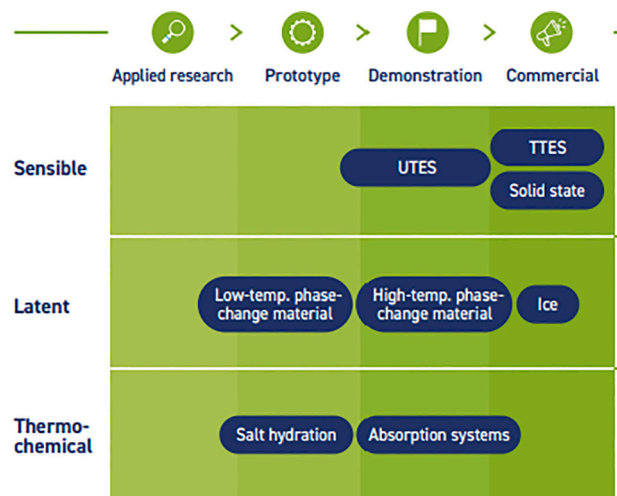 Applied research
Prototype
Demonstration
Commercial
Sensible
UTES
TTES
Solid state
Latent
Low-temp. phase-
change material
High-temp. phase-
change material
Ice
Thermo-
chemical
Salt hydration
Absorption systems